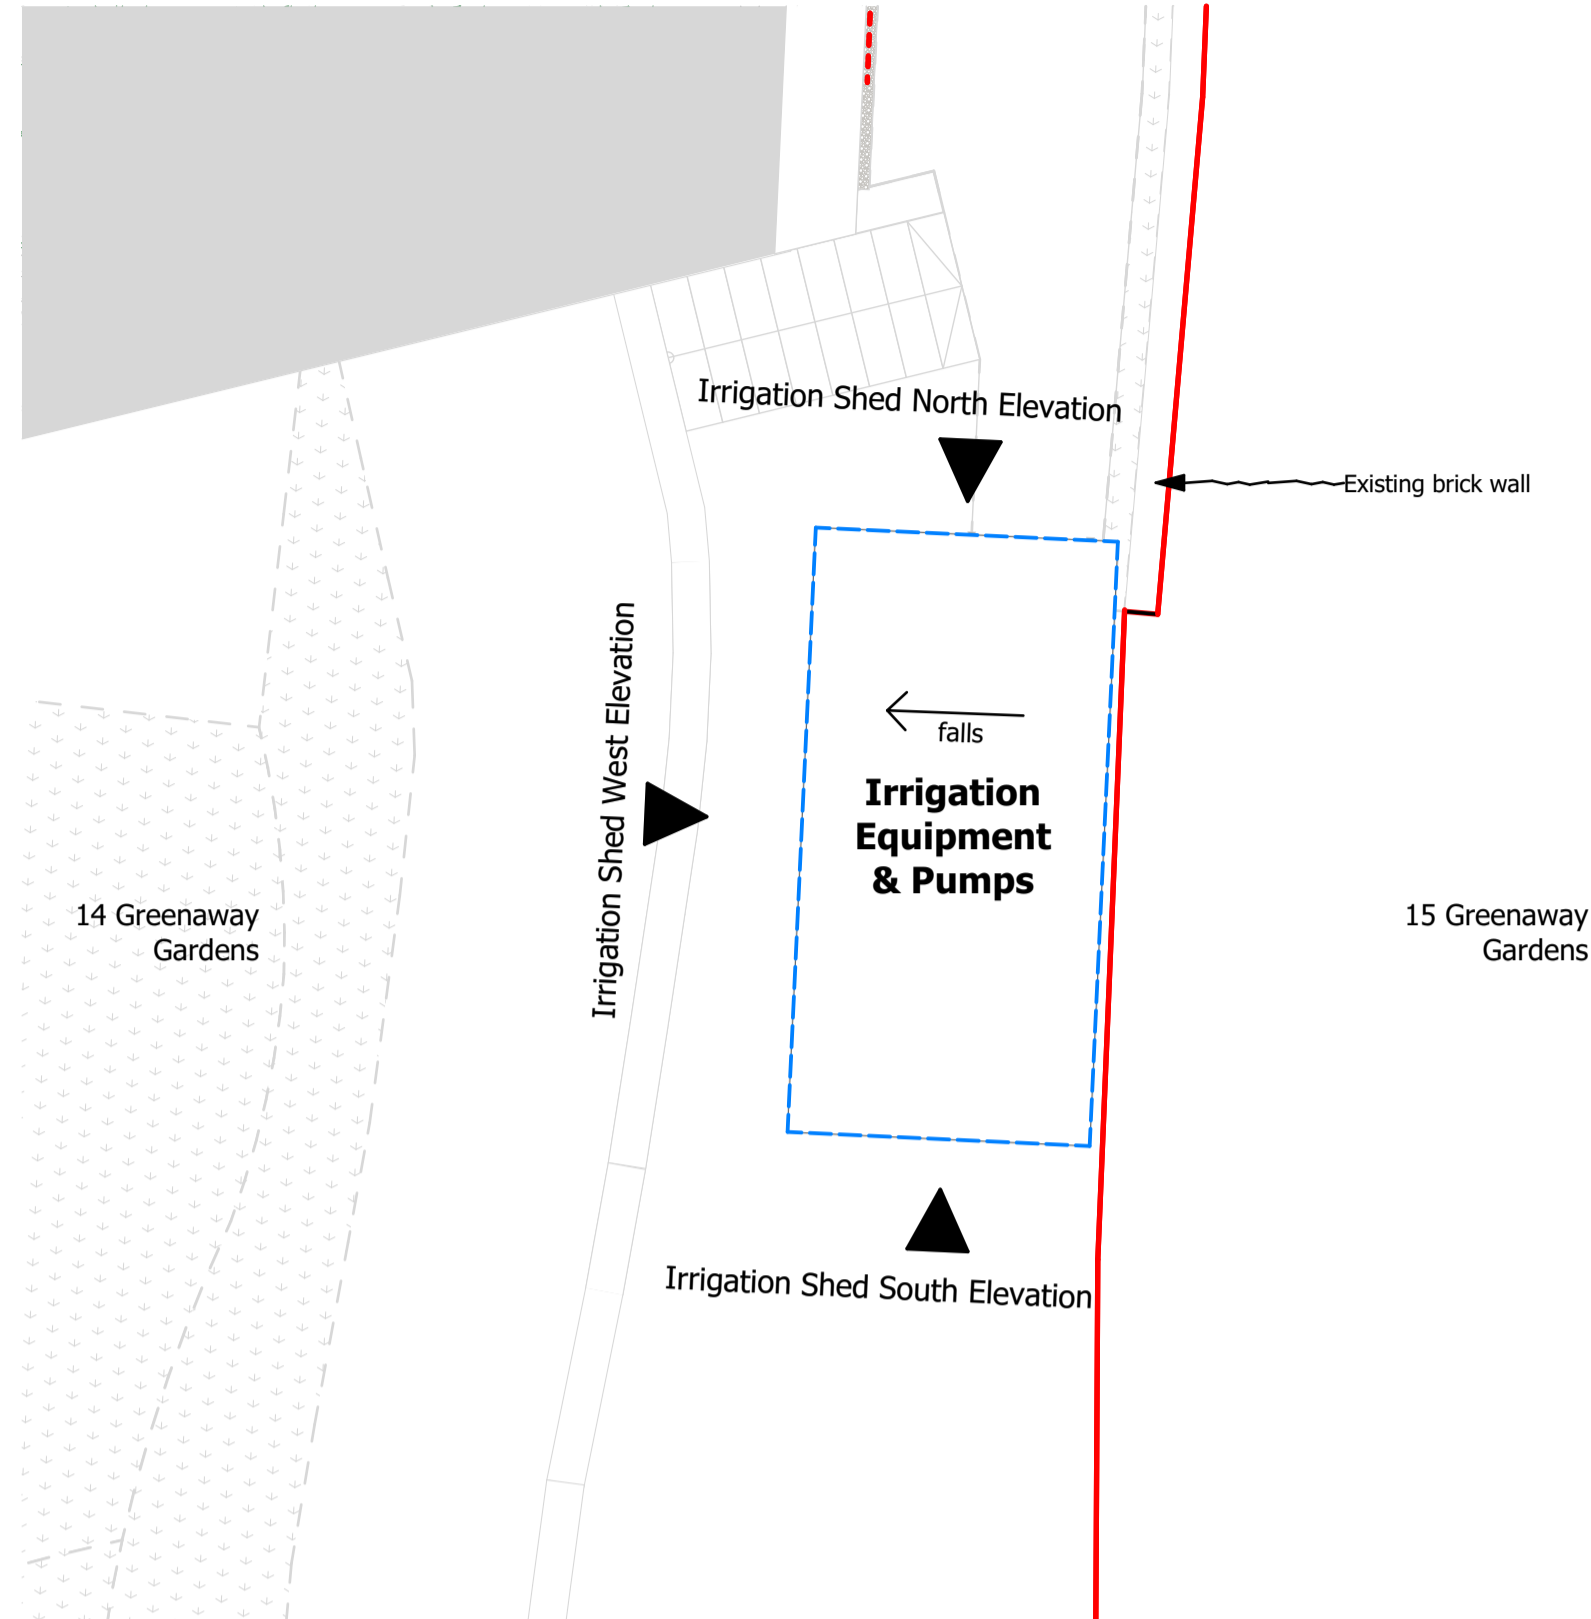 Irrigation Shed North Elevation
Existing brick wall
Irrigation Shed West Elevation
falls
Irrigation
Equipment
& Pumps
14 Greenaway
Gardens
15 Greenaway
Gardens
Irrigation Shed South Elevation